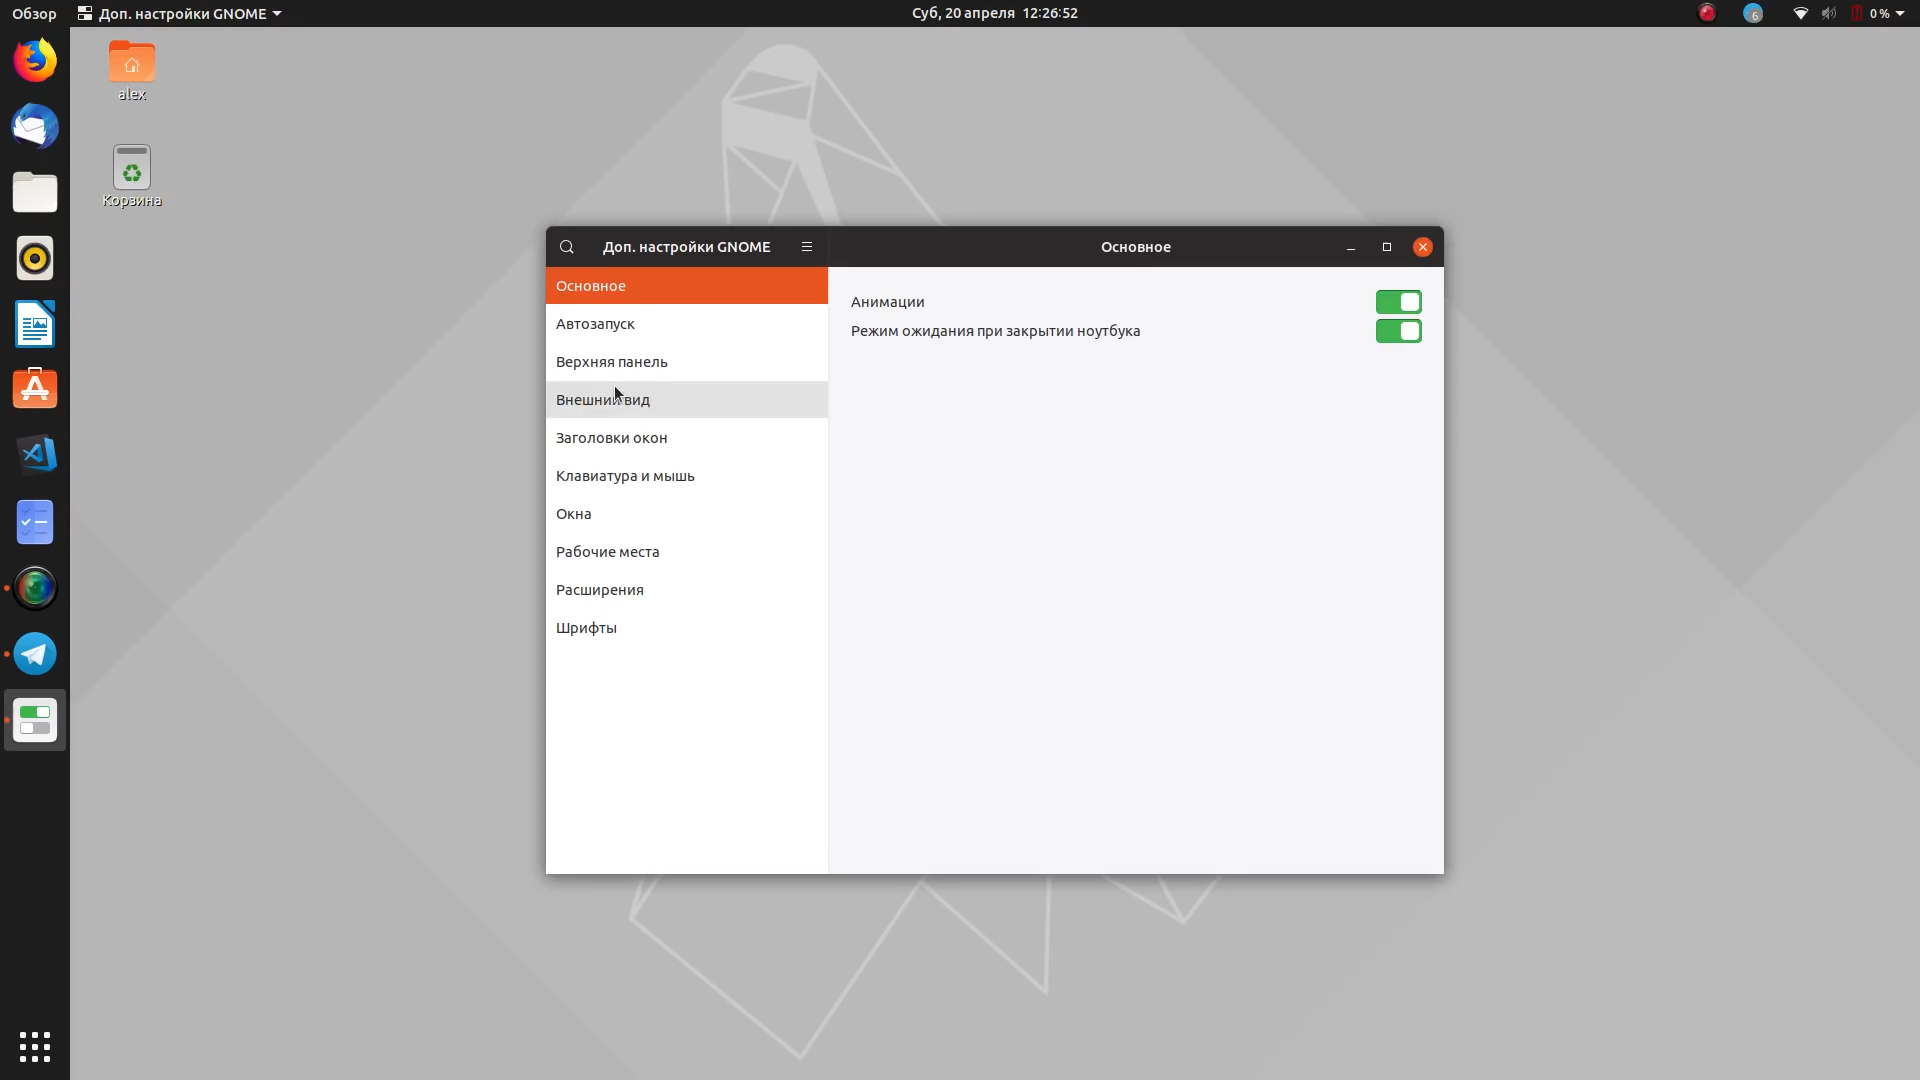 Обзор
Доп. настройки GNOME
Суб, 20 апреля 12:26:52
6
0 %
alex
Корзина
Доп. настройки GNOME
Основное
Основное
Автозапуск
Верхняя панель
Внешний вид
Заголовки окон
Клавиатура и мышь
Окна
Рабочие места
Расширения
Шрифты
Анимации
Режим ожидания при закрытии ноутбука